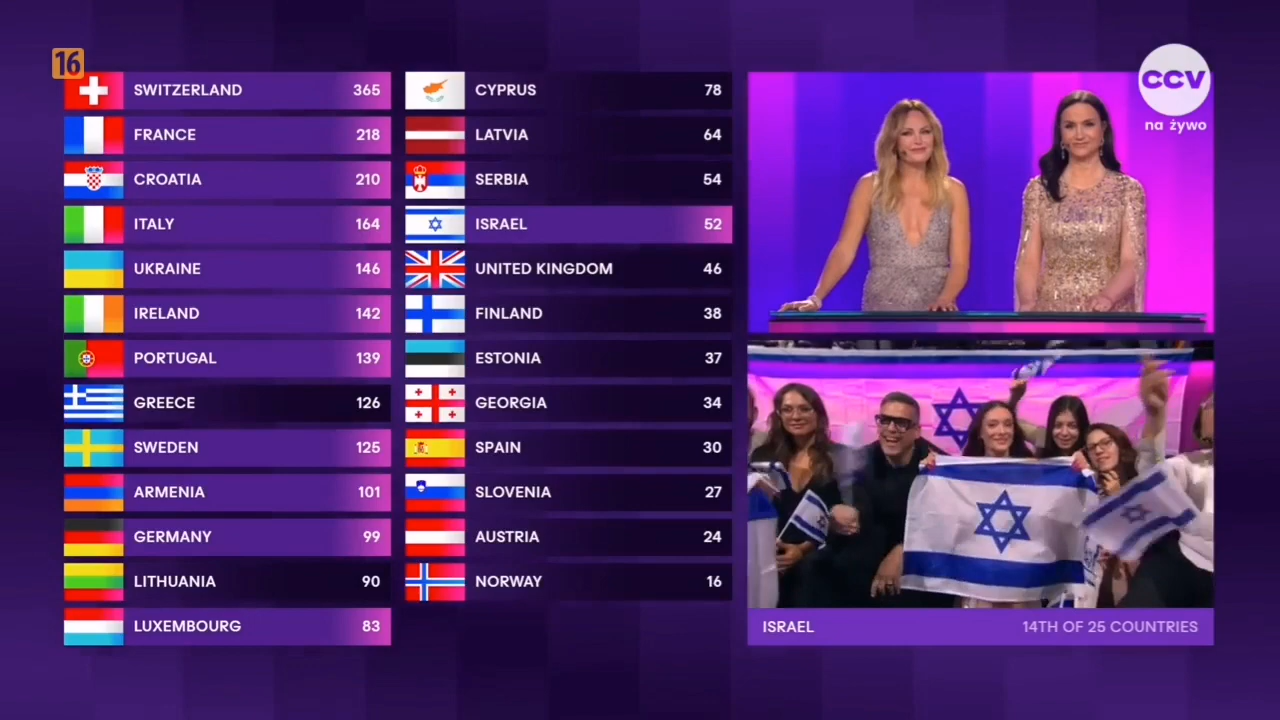 16
SWITZERLAND 365
FRANCE 218
CROATIA 210
ITALY 164
UKRAINE 146
IRELAND 142
PORTUGAL 139
GREECE 126
SWEDEN 125
ARMENIA 101
GERMANY 99
LITHUANIA 90
LUXEMBOURG 83
CYPRUS 78
LATVIA 64
SERBIA 54
ISRAEL 52
UNITED KINGDOM 46
FINLAND 38
ESTONIA 37
GEORGIA 34
SPAIN 30
SLOVENIA 27
AUSTRIA 24
NORWAY 16
CCV
na żywo
ISRAEL 14TH OF 25 COUNTRIES